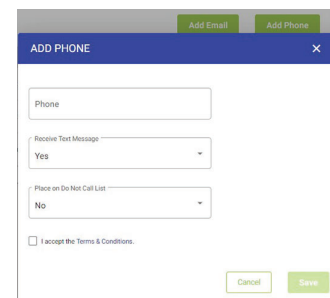 Add Email Add Phone
ADD PHONE
Phone
Receive Text Message
Yes
Place on Do Not Call List
No
I accept the Terms & Conditions.
Cancel Save